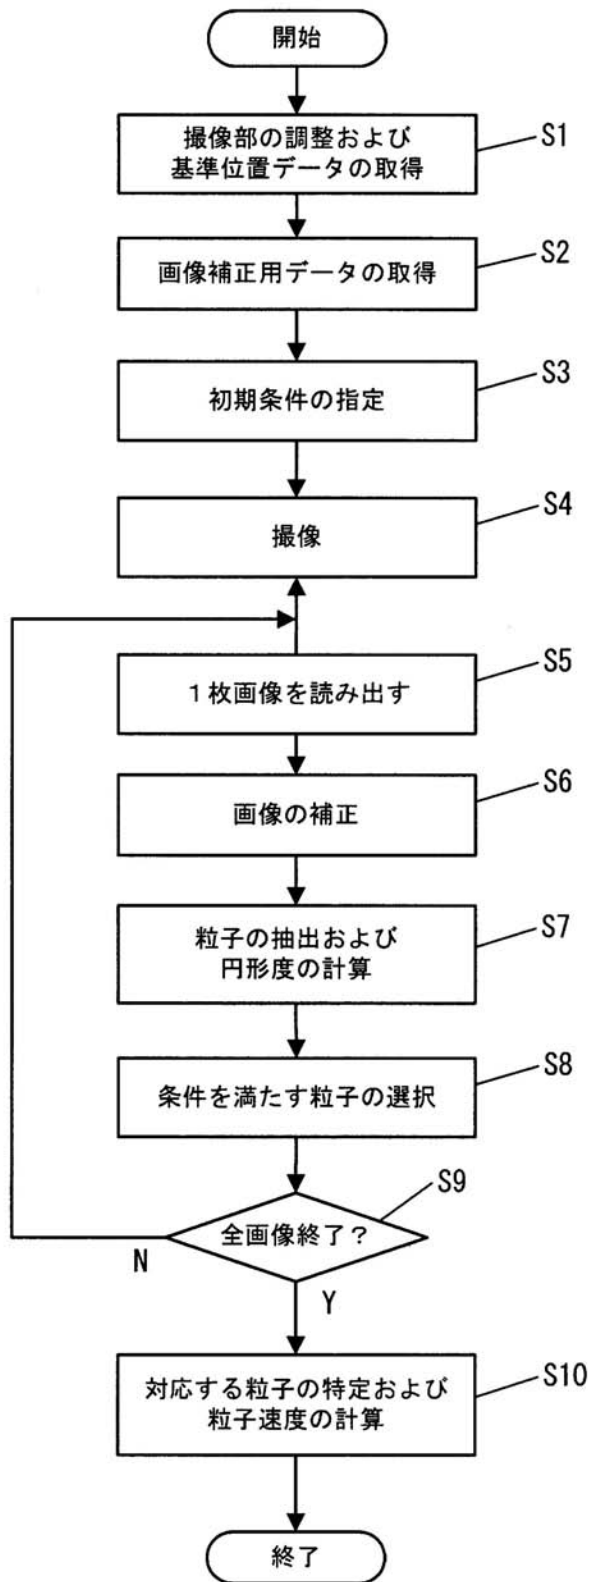 開始
撮像部の調整および
基準位置データの取得
S1
画像補正用データの取得
S2
初期条件の指定
S3
撮像
S4
1枚画像を読み出す
S5
画像の補正
S6
粒子の抽出および
円形度の計算
S7
条件を満たす粒子の選択
S8
全画像終了?
S9
N
Y
対応する粒子の特定および
粒子速度の計算
S10
終了